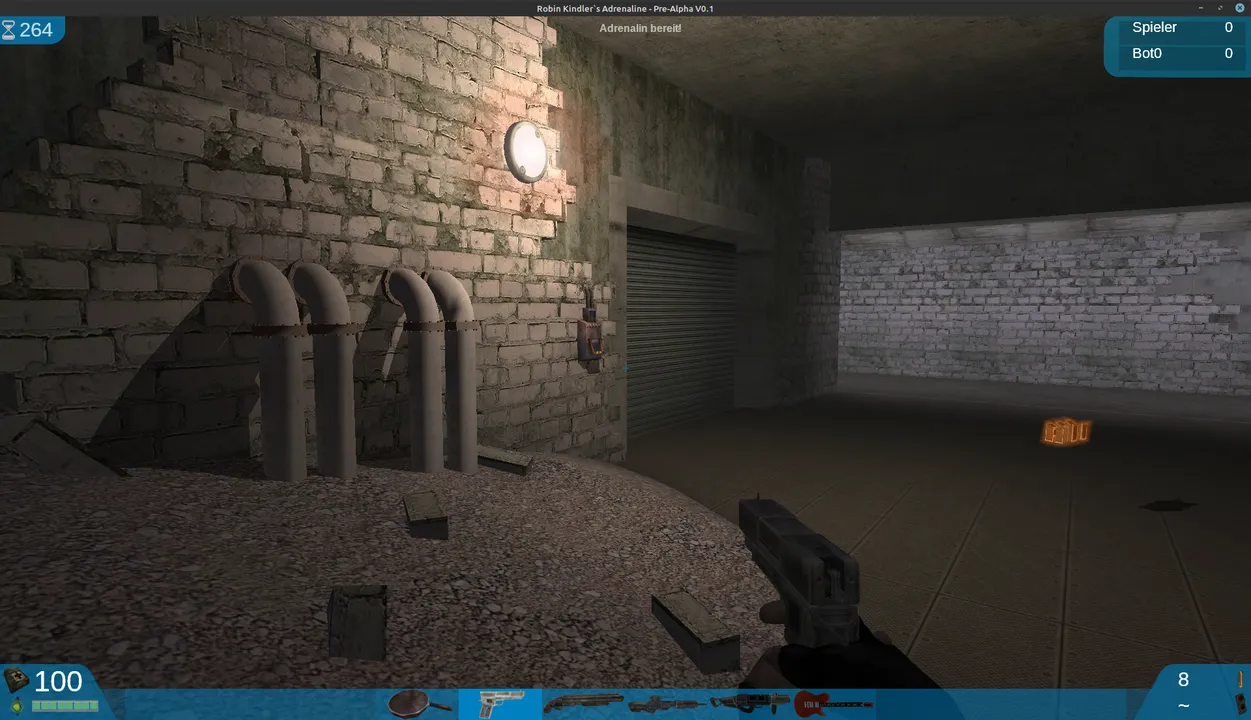 Robin Kindler`s Adrenaline - Pre-Alpha V0.1
264
Adrenalin bereit!
Spieler 0
Bot0 0
100
8
~